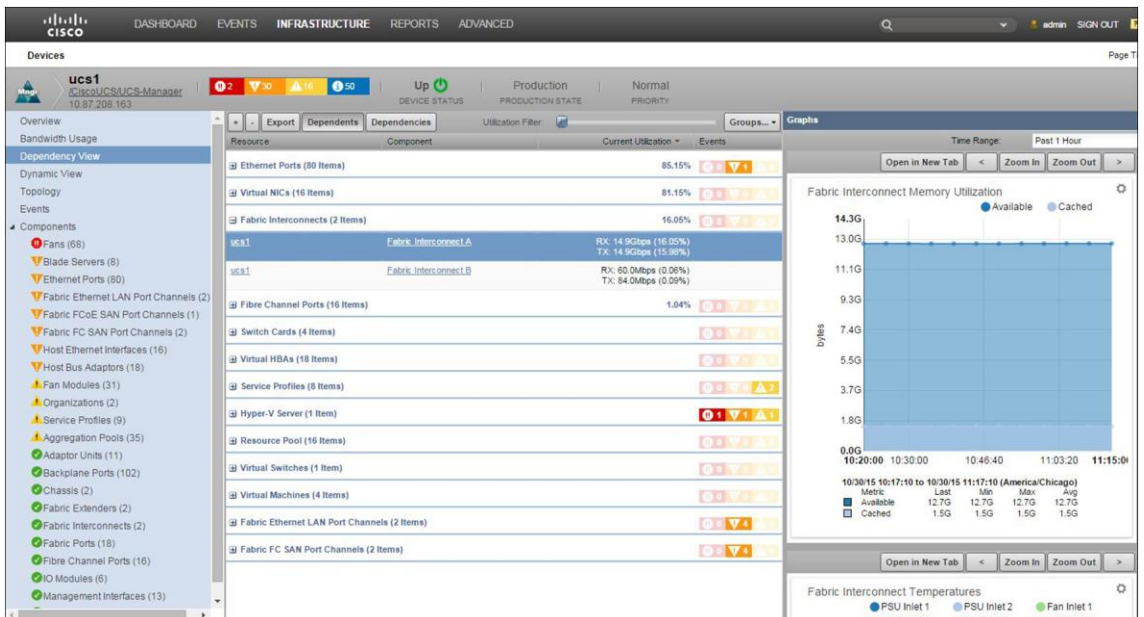 CISCO
DASHBOARD EVENTS INFRASTRUCTURE REPORTS ADVANCED admin SIGN OUT
Devices Page T
Mngr
ucs1
/CiscoUCS/UCS-Manager
10.87.208.163
2 30 16 50
Up
DEVICE STATUS
Production
PRODUCTION STATE
Normal
PRIORITY
Overview
Bandwidth Usage
Dependency View
Dynamic View
Topology
Events
Components
Fans (68)
Blade Servers (8)
Ethernet Ports (80)
Fabric Ethernet LAN Port Channels (2)
Fabric FCoE SAN Port Channels (1)
Fabric FC SAN Port Channels (2)
Host Ethernet Interfaces (16)
Host Bus Adaptors (18)
Fan Modules (31)
Organizations (2)
Service Profiles (9)
Aggregation Pools (35)
Adaptor Units (11)
Backplane Ports (102)
Chassis (2)
Fabric Extenders (2)
Fabric Interconnects (2)
Fabric Ports (18)
Fibre Channel Ports (16)
IO Modules (6)
Management Interfaces (13)
+ - Export Dependents Dependencies Utilization Filter: Groups...
Resource Component Current Utilization Events
Ethernet Ports (80 Items) 85.15% 0 1
Virtual NICs (16 Items) 81.15%
Fabric Interconnects (2 Items) 16.05%
ucs1 Fabric Interconnect A RX: 14.9Gbps (16.05%)
TX: 14.9Gbps (15.98%)
ucs1 Fabric Interconnect B RX: 60.0Mbps (0.06%)
TX: 84.0Mbps (0.09%)
Fibre Channel Ports (16 Items) 1.04%
Switch Cards (4 Items)
Virtual HBAs (18 Items)
Service Profiles (8 Items) 2
Hyper-V Server (1 Item) 1 1 1
Resource Pool (16 Items)
Virtual Switches (1 Item)
Virtual Machines (4 Items)
Fabric Ethernet LAN Port Channels (2 Items) 4
Fabric FC SAN Port Channels (2 Items) 4
Graphs
Time Range: Past 1 Hour
Open in New Tab < Zoom In Zoom Out >
Fabric Interconnect Memory Utilization
Available Cached
14.3G
13.0G
11.1G
9.3G
7.4G
5.5G
3.7G
1.8G
0.0G
bytes
10:20:00 10:30:00 10:46:40 11:03:20 11:15:0
10/30/15 10:17:10 to 10/30/15 11:17:10 (America/Chicago)
Metric Last Min Max Avg
Available 12.7G 12.7G 12.7G 12.7G
Cached 1.5G 1.5G 1.5G 1.5G
Open in New Tab < Zoom In Zoom Out >
Fabric Interconnect Temperatures
PSU Inlet 1 PSU Inlet 2 Fan Inlet 1